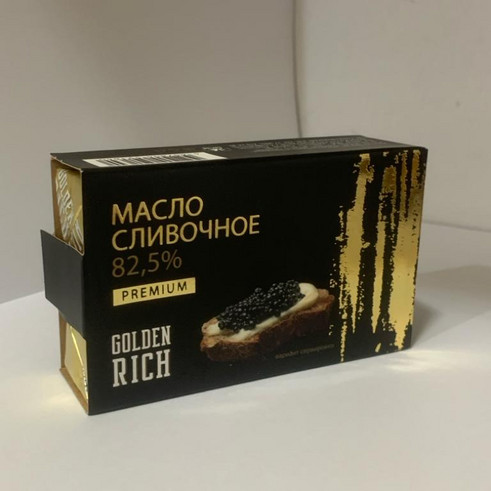 МАСЛО
СЛИВОЧНОЕ
82,5%
PREMIUM
GOLDEN
RICH